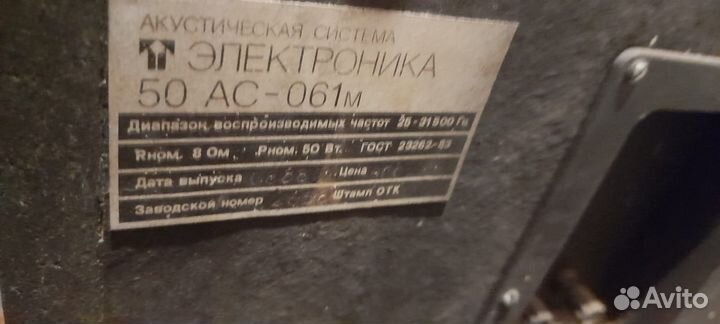 АКУСТИЧЕСКАЯ СИСТЕМА
ЭЛЕКТРОНИКА
50 АС-061м
Диапазон воспроизводимых частот 25-31500 Гц
Rном. 8 Ом. Рном. 50 Вт. ГОСТ 23262-83
Дата выпуска Цена
Заводской номер Штамп ОТК
Avito